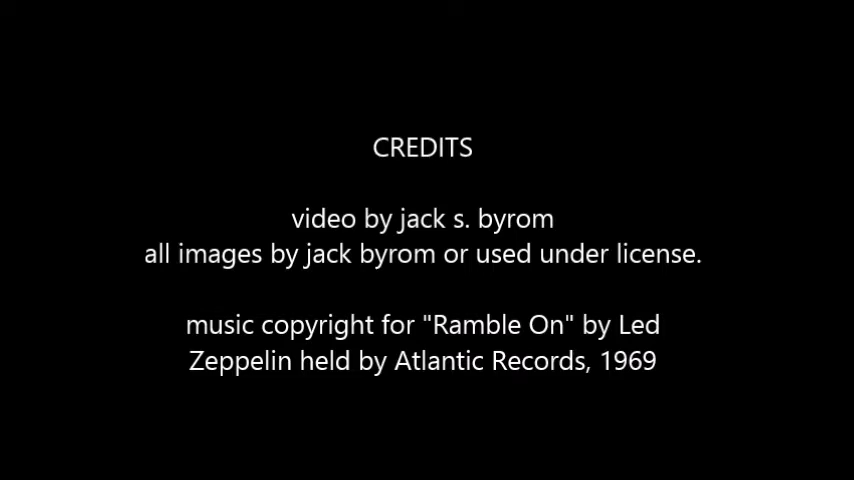 CREDITS
video by jack s. byrom
all images by jack byrom or used under license.
music copyright for "Ramble On" by Led
Zeppelin held by Atlantic Records, 1969